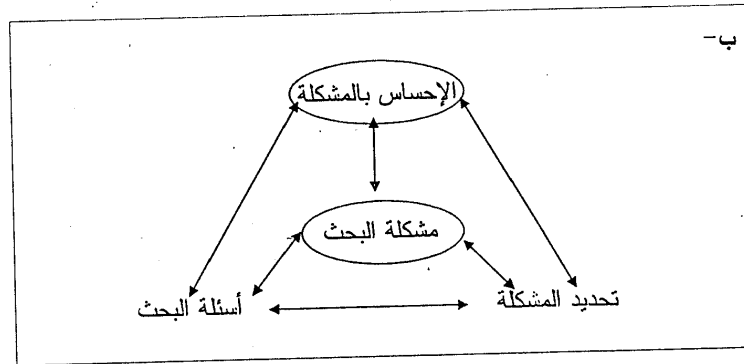 ب-
الإحساس بالمشكلة
مشكلة البحث
تحديد المشكلة
أسئلة البحث